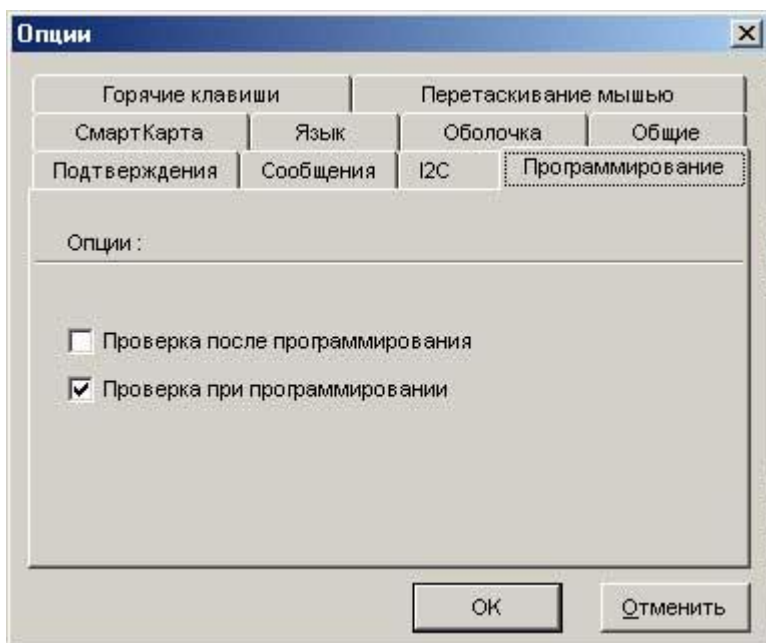 Опции
Горячие клавиши Перетаскивание мышью
СмартКарта Язык Оболочка Общие
Подтверждения Сообщения I2C Программирование
Опции :
Проверка после программирования
Проверка при программировании
OK Отменить